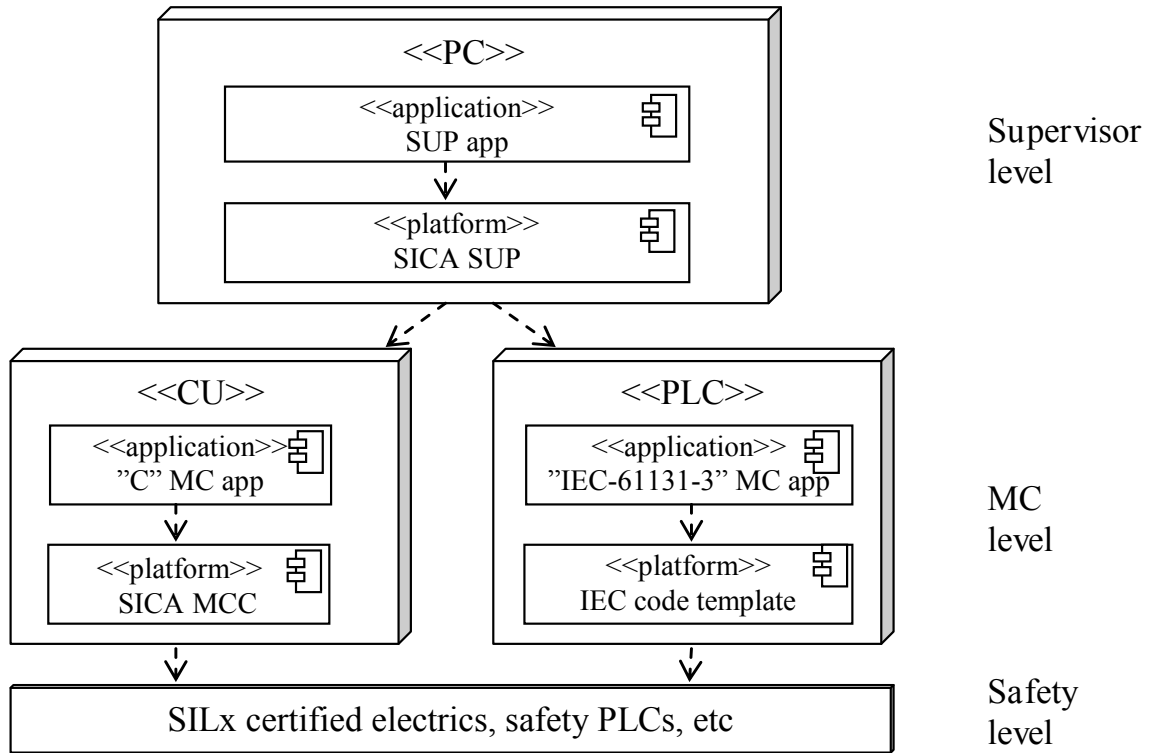 <<PC>>
<<application>>
SUP app
<<platform>>
SICA SUP
Supervisor
level
<<CU>>
<<application>>
”C” MC app
<<platform>>
SICA MCC
<<PLC>>
<<application>>
”IEC-61131-3” MC app
<<platform>>
IEC code template
MC
level
SILx certified electrics, safety PLCs, etc
Safety
level